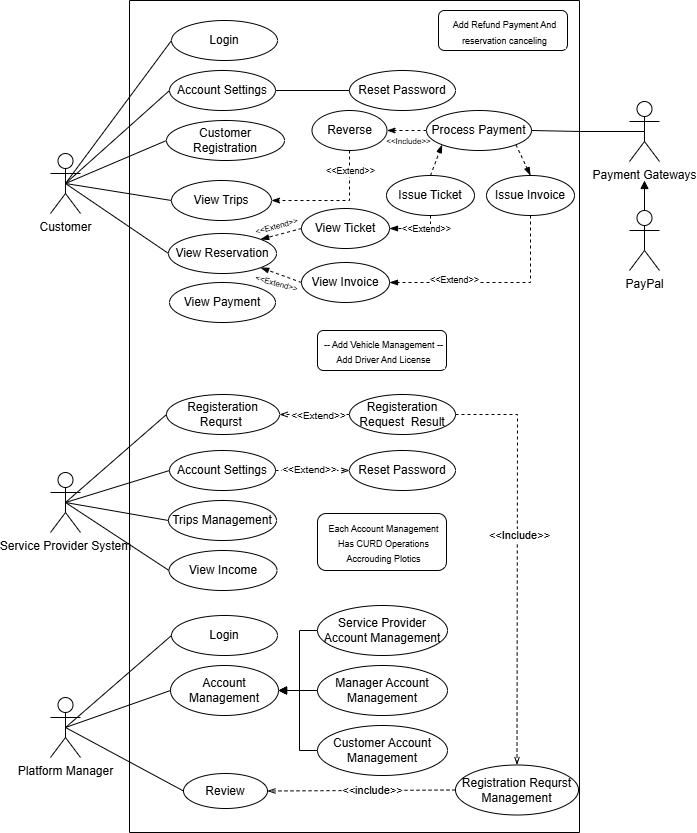 Login
Add Refund Payment And
reservation canceling
Account Settings
Reset Password
Customer
Registration
Reverse
<<Include>>
Process Payment
Payment Gateways
<<Extend>>
View Trips
Issue Ticket
Issue Invoice
Customer
<<Extend>>
View Ticket
<<Extend>>
View Reservation
<<Extend>>
View Invoice
<<Extend>>
PayPal
View Payment
-- Add Vehicle Management --
Add Driver And License
Registeration
Requrst
<<Extend>>
Registeration
Request Result
Account Settings
<<Extend>>
Reset Password
Service Provider System
Trips Management
Each Account Management
Has CURD Operations
Accrouding Plotics
<<Include>>
View Income
Login
Service Provider
Account Management
Account
Management
Manager Account
Management
Platform Manager
Customer Account
Management
Review
<<include>>
Registration Requrst
Management